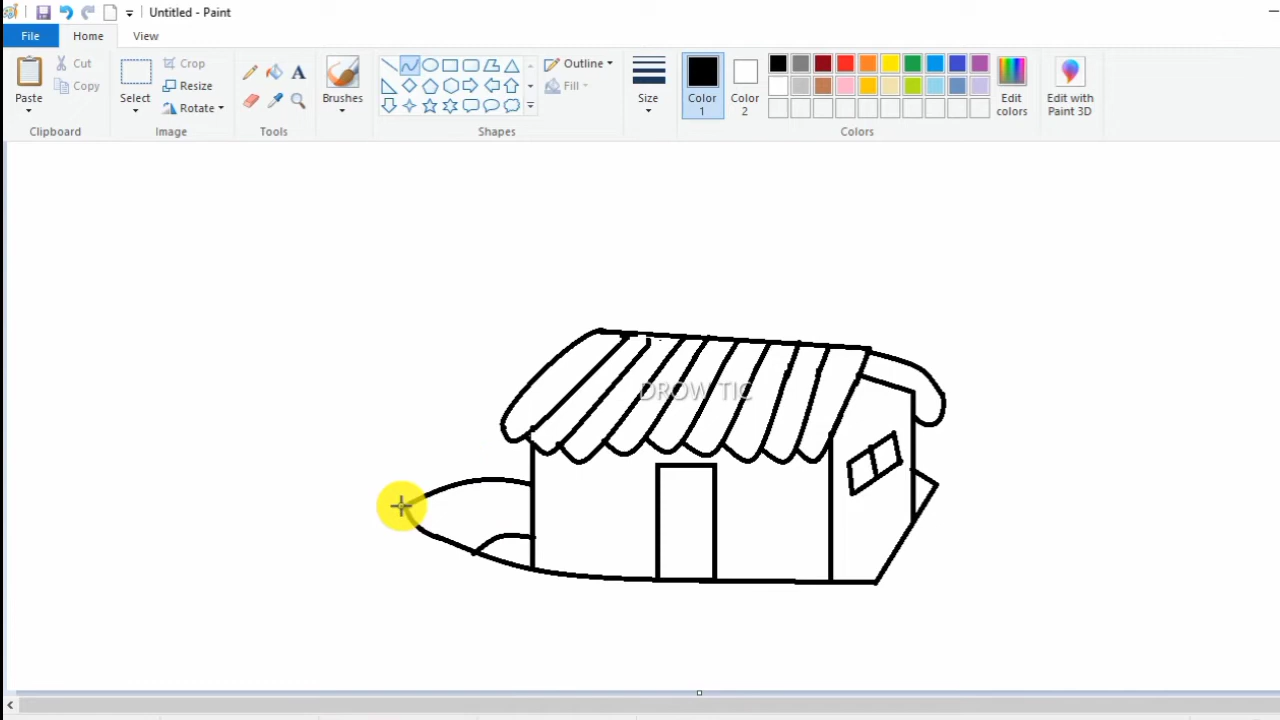 Untitled - Paint
File Home View
Paste Cut Copy
Select Crop Resize Rotate
Brushes
Outline Fill
Size
Color 1 Color 2
Edit colors
Edit with Paint 3D
Clipboard Image Tools Shapes Colors
DROW TIC